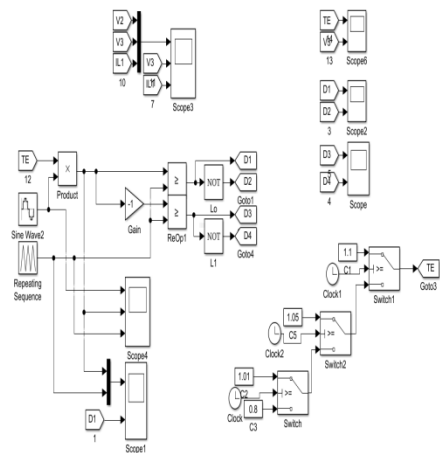 V2
V3
IL1
10
V3
7
Scope3
TE
V3
13
Scope6
D1
D2
3
Scope2
D3
D4
4
Scope
TE
12
×
Product
Sine Wave2
Repeating
Sequence
-1
Gain
≥
≥
ReOp1
NOT
Lo
NOT
L1
D1
D2
Goto1
D3
D4
Goto4
Scope4
D1
1
Scope1
1.1
C1
Clock1
>=
Switch1
TE
Goto3
1.05
C5
Clock2
>=
Switch2
1.01
C2
Clock
>=
0.8
C3
Switch